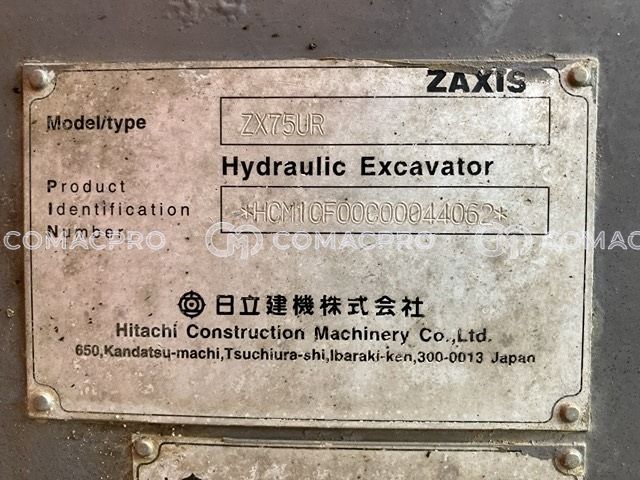 ZAXIS
Model/type ZX75UR
Hydraulic Excavator
Product
Identification *HCM1CF00C00044062*
Number
COMACPRO COMACPRO COMACPRO
日立建機株式会社
Hitachi Construction Machinery Co.,Ltd.
650,Kandatsu-machi,Tsuchiura-shi,Ibaraki-ken,300-0013 Japan